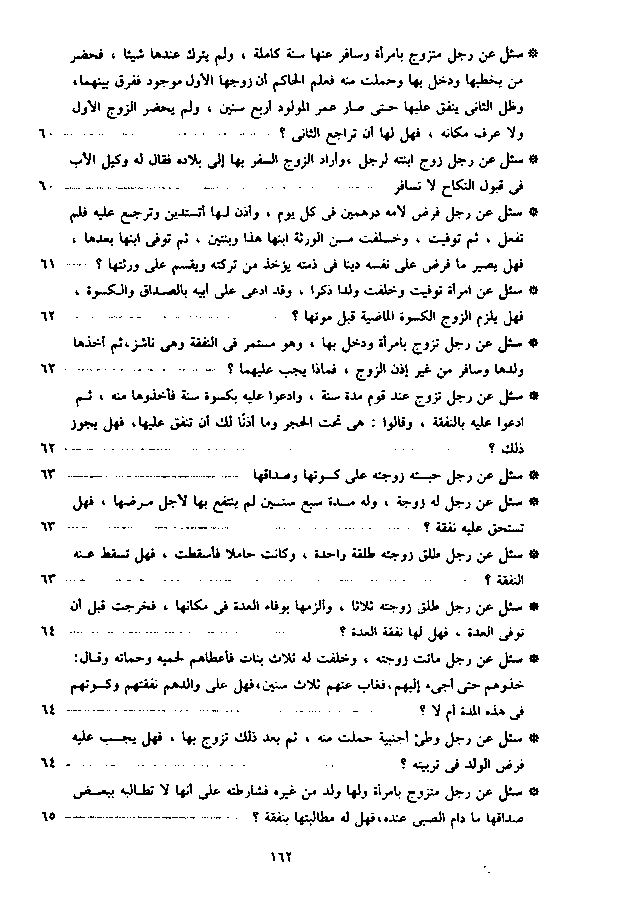 * سئل عن رجل متزوج بامرأة وسافر عنها سنة كاملة ، ولم يترك عندها شيئا ، فحضر
من يخطبها ودخل بها وحملت منه فعلم الحاكم أن زوجها الأول موجود ففرق بينهما،
وظل الثانى ينفق عليها حتى صار عمر المولود أربع سنين ، ولم يحضر الزوج الأول
ولا عرف مكانه ، فهل لها أن تراجع الثانى ؟ ٦٠
* سئل عن رجل زوج ابنته لرجل ،وأراد الزوج السفر بها إلى بلاده فقال له وكيل الأب
فى قبول النكاح لا تسافر ٦٠
* سئل عن رجل فرض لأمه درهمين فى كل يوم ، وأذن لها أتستدين وترجع عليه فلم
تفعل ، ثم توفيت ، وخلفت من الورثة ابنها هذا وبنتين ، ثم توفى ابنها بعدها ،
فهل يصير ما فرض على نفسه دينا فى ذمته يؤخذ من تركته ويقسم على ورثتها ؟ ٦١
* سئل عن امرأة توفيت وخلفت ولدا ذكرا ، وقد ادعى على أبيه بالصداق والكسوة ،
فهل يلزم الزوج الكسوة الماضية قبل موتها ؟ ٦٢
* سئل عن رجل تزوج بامرأة ودخل بها ، وهو مستمر فى النفقة وهى ناشز،ثم أخذها
ولدها وسافر من غير إذن الزوج ، فماذا يجب عليهما ؟ ٦٢
* سئل عن رجل تزوج عند قوم مدة سنة ، وادعوا عليه بكسوة سنة فأخذوها منه ، ثم
ادعوا عليه بالنفقة ، وقالوا : هى تحت الحجر وما أذنًا لك أن تنفق عليها، فهل يجوز
ذلك ؟ ٦٢
* سئل عن رجل حبسته زوجته على كسوتها وصداقها ٦٣
* سئل عن رجل له زوجة ، وله مدة سبع سنين لم ينتفع بها لأجل مرضها ، فهل
تستحق عليه نفقة ؟ ٦٣
* سئل عن رجل طلق زوجته طلقة واحدة ، وكانت حاملا فأسقطت ، فهل تسقط عنه
النفقة ؟ ٦٣
* سئل عن رجل طلق زوجته ثلاثا ، وألزمها بوفاء العدة فى مكانها ، فخرجت قبل أن
توفى العدة ، فهل لها نفقة العدة ؟ ٦٤
* سئل عن رجل ماتت زوجته ، وخلفت له ثلاث بنات فأعطاهم لحميه وحماته وقال:
خذوهم حتى أجىء إليهم،فغاب عنهم ثلاث سنين،فهل على والدهم نفقتهم وكسوتهم
فى هذه المدة أم لا ؟ ٦٤
* سئل عن رجل وطئ أجنبية حملت منه ، ثم بعد ذلك تزوج بها ، فهل يجب عليه
فرض الولد فى تربيته ؟ ٦٤
* سئل عن رجل متزوج بامرأة ولها ولد من غيره فشارطته على أنها لا تطالبه ببعض
صداقها ما دام الصبى عنده،فهل له مطالبتها بنفقة ؟ ٦٥
١٦٢